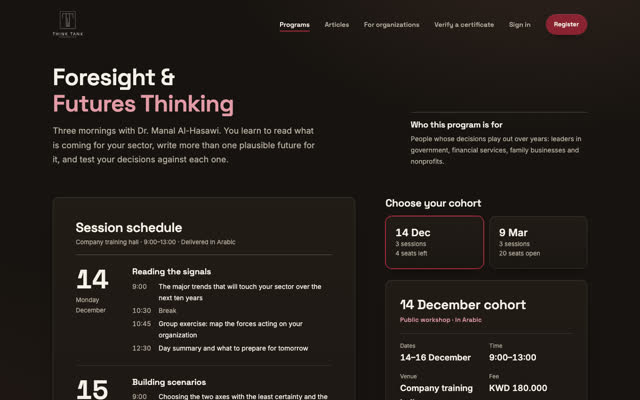 THINK TANK
Programs
Articles
For organizations
Verify a certificate
Sign in
Register
Foresight &
Futures Thinking
Three mornings with Dr. Manal Al-Hasawi. You learn to read what
is coming for your sector, write more than one plausible future for
it, and test your decisions against each one.
Who this program is for
People whose decisions play out over years: leaders in
government, financial services, family businesses and
nonprofits.
Session schedule
Company training hall · 9:00–13:00 · Delivered in Arabic
14
Monday
December
Reading the signals
9:00 The major trends that will touch your sector over the
next ten years
10:30 Break
10:45 Group exercise: map the forces acting on your
organization
12:30 Day summary and what to prepare for tomorrow
15
Building scenarios
9:00 Choosing the two axes with the least certainty and the
Choose your cohort
14 Dec
3 sessions
4 seats left
9 Mar
3 sessions
20 seats open
14 December cohort
Public workshop · In Arabic
Dates
14–16 December
Time
9:00–13:00
Venue
Company training
Fee
KWD 180.000